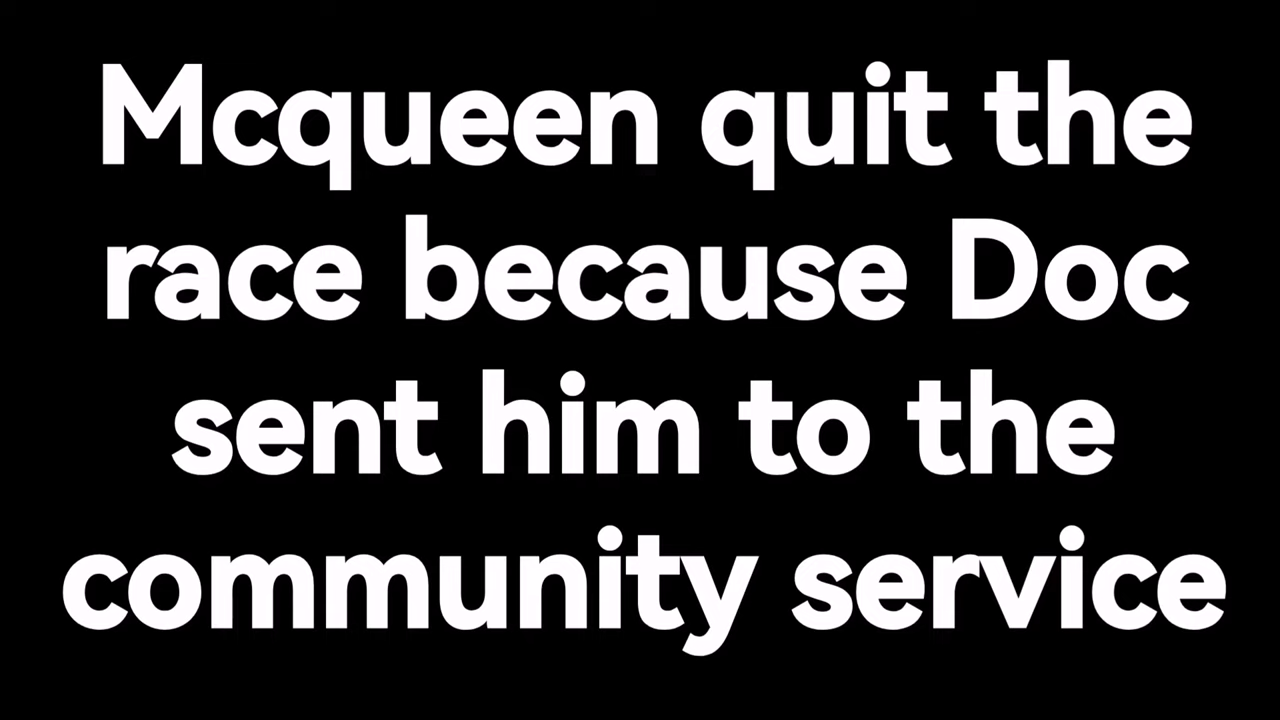 Mcqueen quit the
race because Doc
sent him to the
community service